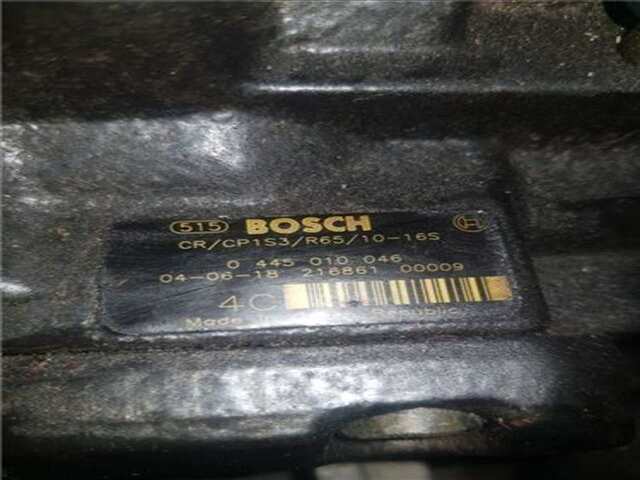 515 BOSCH
CR/CP1S3/R65/10-16S
0 445 010 046
04-06-18 216861 00009
4C
Made Republic